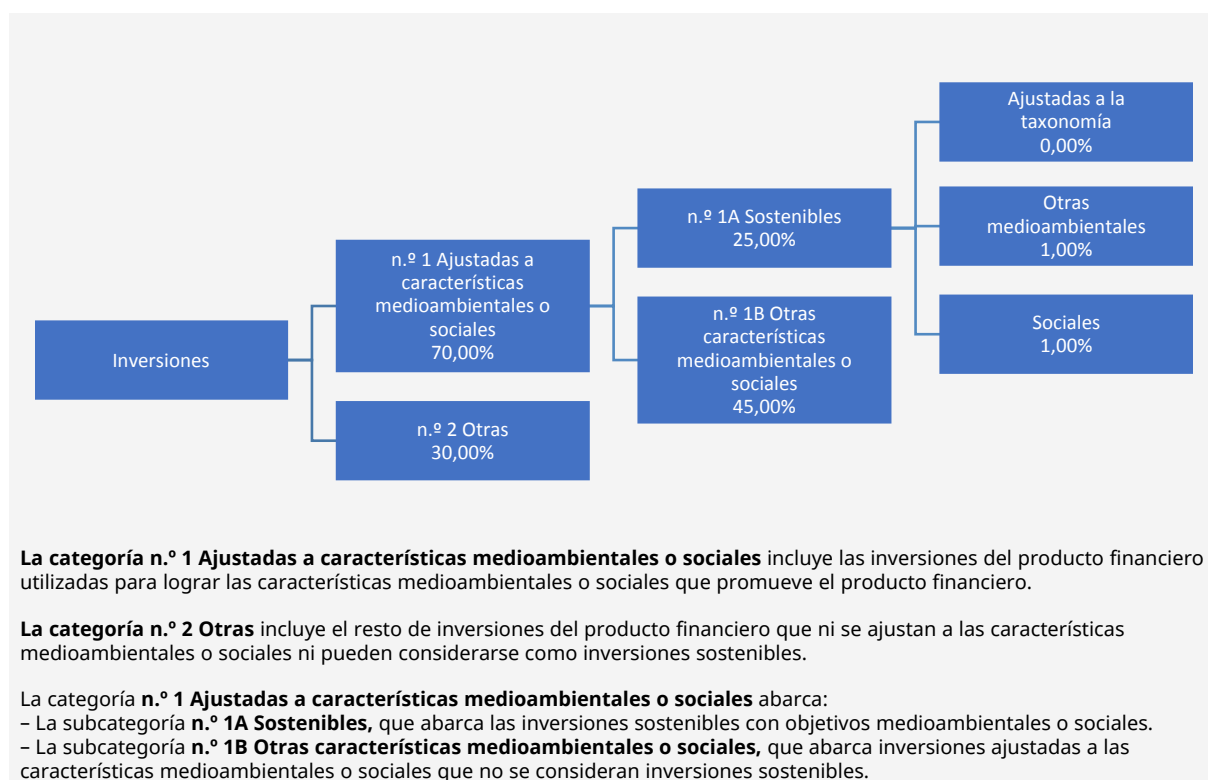 Inversiones
n.º 1 Ajustadas a
características
medioambientales o
sociales
70,00%
n.º 2 Otras
30,00%
n.º 1A Sostenibles
25,00%
n.º 1B Otras
características
medioambientales o
sociales
45,00%
Ajustadas a la
taxonomía
0,00%
Otras
medioambientales
1,00%
Sociales
1,00%
La categoría n.º 1 Ajustadas a características medioambientales o sociales incluye las inversiones del producto financiero
utilizadas para lograr las características medioambientales o sociales que promueve el producto financiero.
La categoría n.º 2 Otras incluye el resto de inversiones del producto financiero que ni se ajustan a las características
medioambientales o sociales ni pueden considerarse como inversiones sostenibles.
La categoría n.º 1 Ajustadas a características medioambientales o sociales abarca:
– La subcategoría n.º 1A Sostenibles, que abarca las inversiones sostenibles con objetivos medioambientales o sociales.
– La subcategoría n.º 1B Otras características medioambientales o sociales, que abarca inversiones ajustadas a las
características medioambientales o sociales que no se consideran inversiones sostenibles.